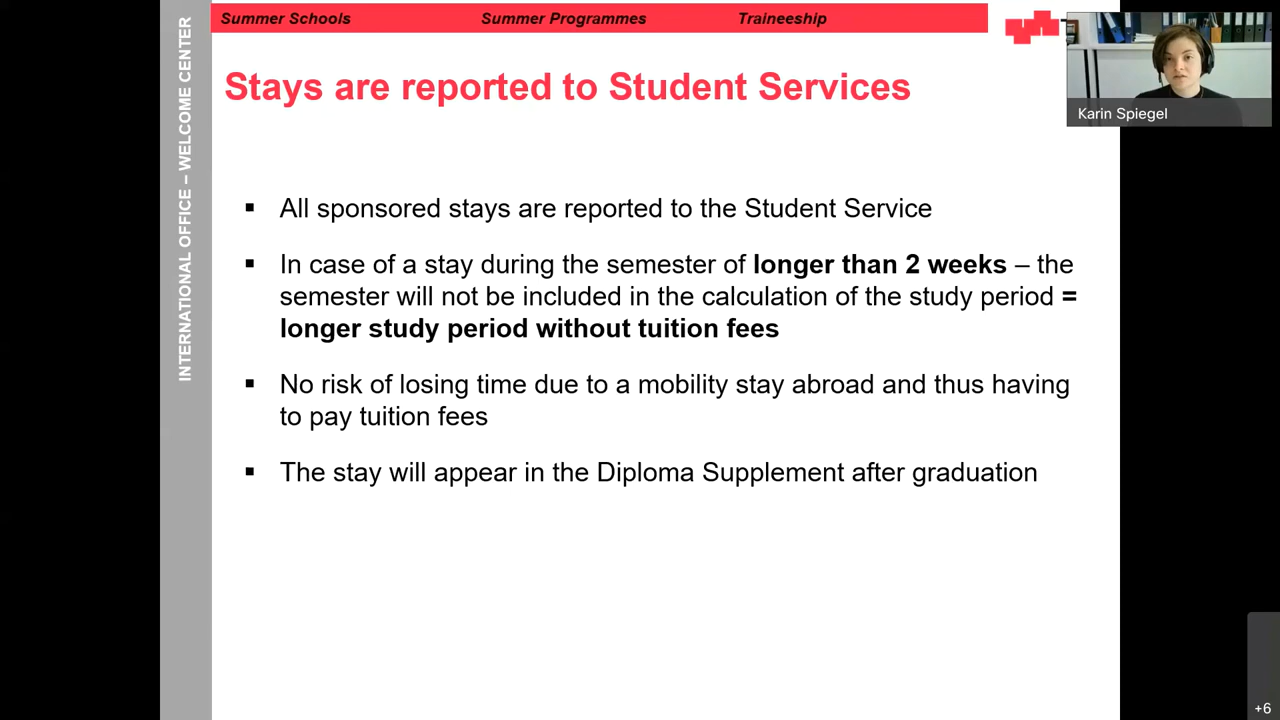 Summer Schools Summer Programmes Traineeship
INTERNATIONAL OFFICE – WELCOME CENTER
Stays are reported to Student Services
Karin Spiegel
▪ All sponsored stays are reported to the Student Service
▪ In case of a stay during the semester of longer than 2 weeks – the
semester will not be included in the calculation of the study period =
longer study period without tuition fees
▪ No risk of losing time due to a mobility stay abroad and thus having
to pay tuition fees
▪ The stay will appear in the Diploma Supplement after graduation
+6